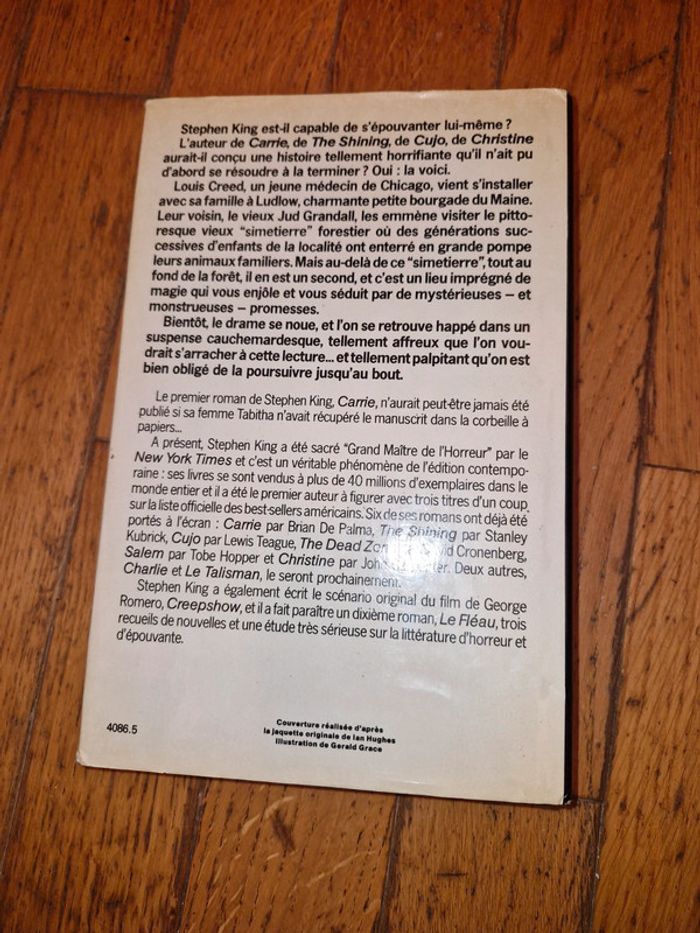 Stephen King est-il capable de s'épouvanter lui-même ?
L'auteur de Carrie, de The Shining, de Cujo, de Christine
aurait-il conçu une histoire tellement horrifiante qu'il n'ait pu
d'abord se résoudre à la terminer ? Oui : la voici.
Louis Creed, un jeune médecin de Chicago, vient s'installer
avec sa famille à Ludlow, charmante petite bourgade du Maine.
Leur voisin, le vieux Jud Grandall, les emmène visiter le pitto-
resque vieux "simetierre" forestier où des générations suc-
cessives d'enfants de la localité ont enterré en grande pompe
leurs animaux familiers. Mais au-delà de ce "simetierre", tout au
fond de la forêt, il en est un second, et c'est un lieu imprégné de
magie qui vous enjôle et vous séduit par de mystérieuses – et
monstrueuses – promesses.
Bientôt, le drame se noue, et l'on se retrouve happé dans un
suspense cauchemardesque, tellement affreux que l'on vou-
drait s'arracher à cette lecture... et tellement palpitant qu'on est
bien obligé de la poursuivre jusqu'au bout.
Le premier roman de Stephen King, Carrie, n'aurait peut-être jamais été
publié si sa femme Tabitha n'avait récupéré le manuscrit dans la corbeille à
papiers...
A présent, Stephen King a été sacré "Grand Maître de l'Horreur" par le
New York Times et c'est un véritable phénomène de l'édition contempo-
raine : ses livres se sont vendus à plus de 40 millions d'exemplaires dans le
monde entier et il a été le premier auteur à figurer avec trois titres d'un coup
sur la liste officielle des best-sellers américains. Six de ses romans ont déjà été
portés à l'écran : Carrie par Brian De Palma, The Shining par Stanley
Kubrick, Cujo par Lewis Teague, The Dead Cronenberg,
Salem par Tobe Hopper et Christine par Deux autres,
Charlie et Le Talisman, le seront prochainement.
Stephen King a également écrit le scénario original du film de George
Romero, Creepshow, et il a fait paraître un dixième roman, Le Fléau, trois
recueils de nouvelles et une étude très sérieuse sur la littérature d'horreur et
d'épouvante.
4086.5
Couverture réalisée d'après
la jaquette originale de Ian Hughes
Illustration de Gerald Grace